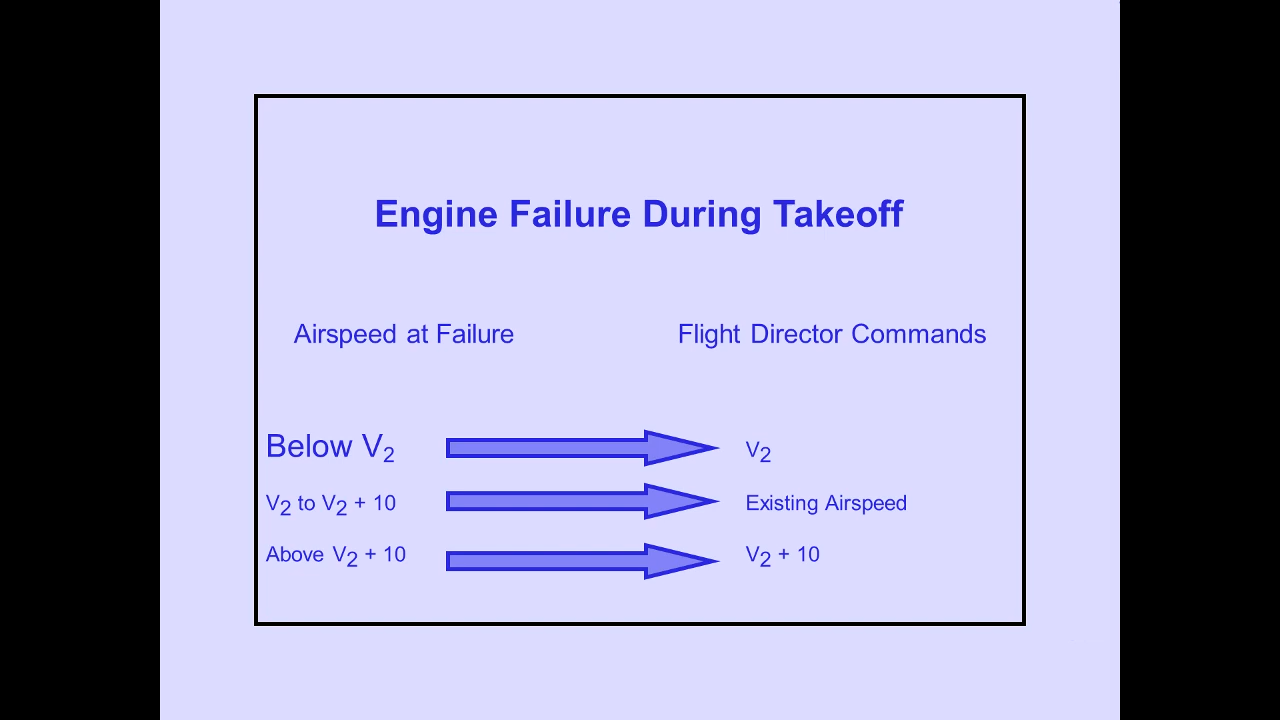 Engine Failure During Takeoff
Airspeed at Failure Flight Director Commands
Below V₂ V₂
V₂ to V₂ + 10 Existing Airspeed
Above V₂ + 10 V₂ + 10